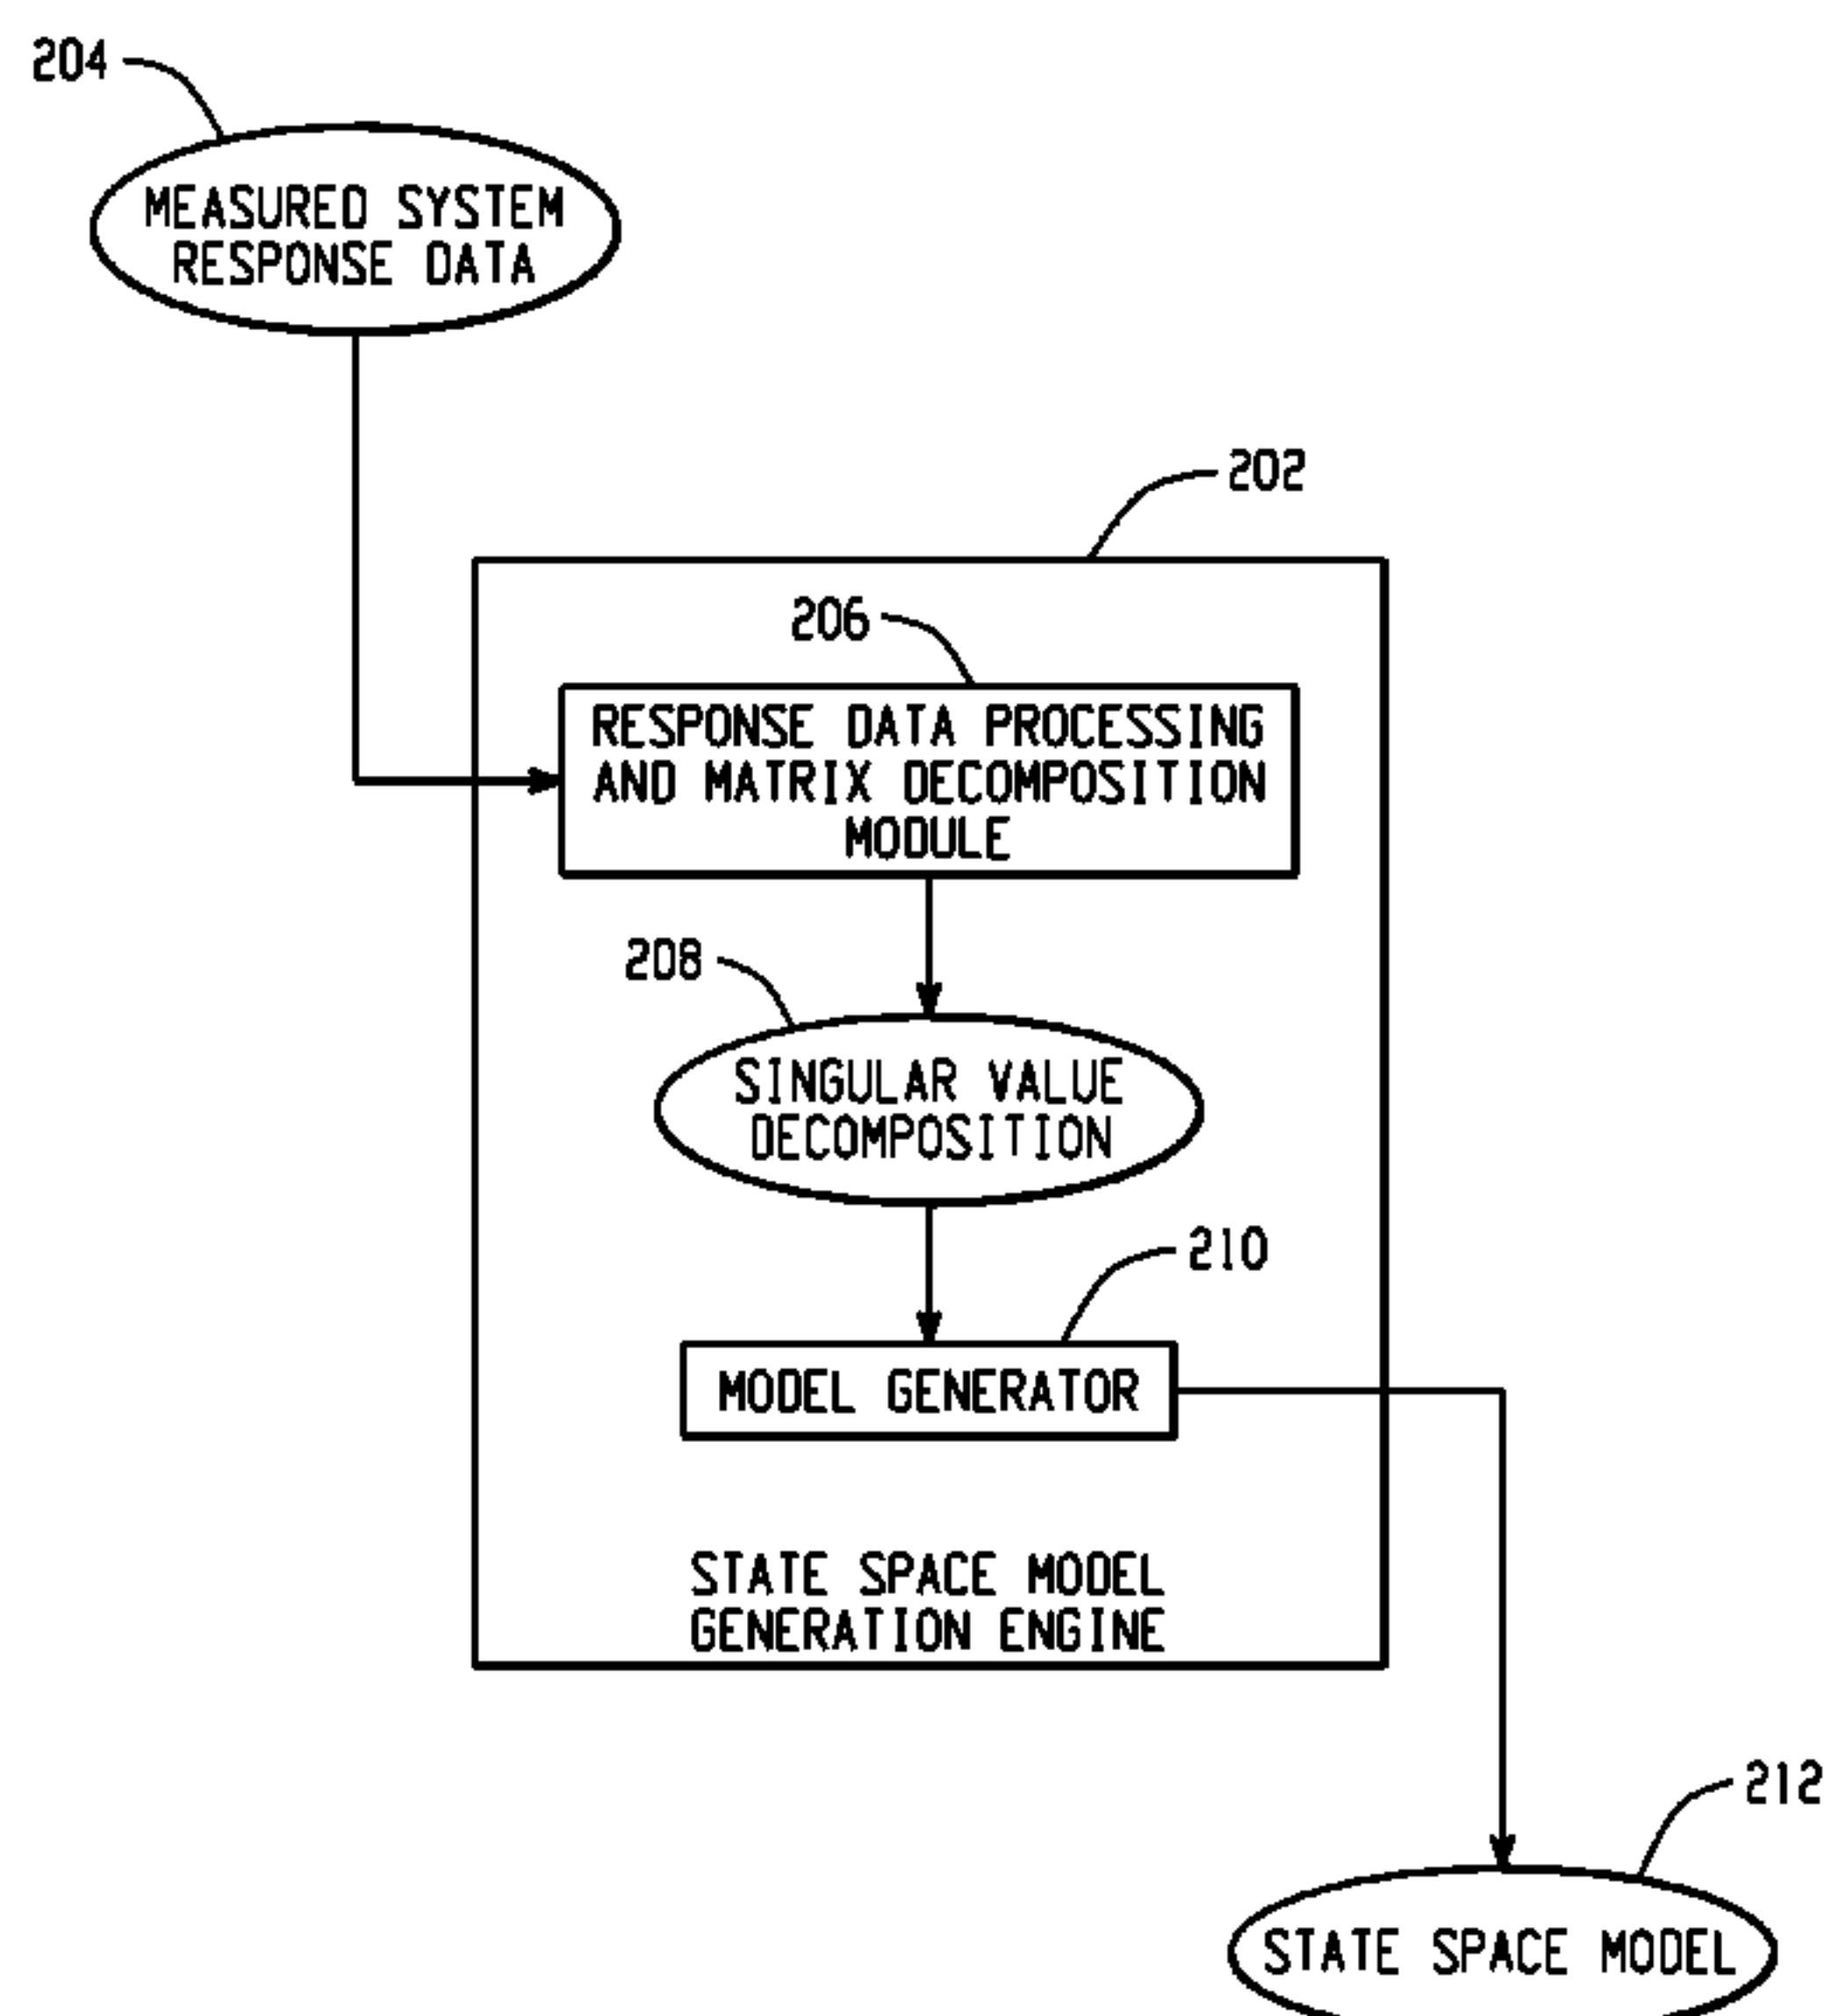 204
MEASURED SYSTEM
RESPONSE DATA
202
206
RESPONSE DATA PROCESSING
AND MATRIX DECOMPOSITION
MODULE
208
SINGULAR VALUE
DECOMPOSITION
210
MODEL GENERATOR
STATE SPACE MODEL
GENERATION ENGINE
212
STATE SPACE MODEL